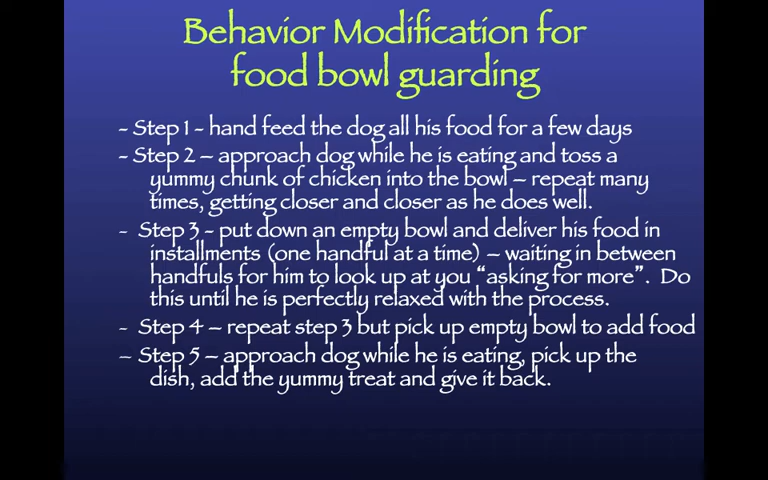 Behavior Modification for
food bowl guarding
- Step 1 - hand feed the dog all his food for a few days
- Step 2 – approach dog while he is eating and toss a
yummy chunk of chicken into the bowl – repeat many
times, getting closer and closer as he does well.
- Step 3 - put down an empty bowl and deliver his food in
installments (one handful at a time) – waiting in between
handfuls for him to look up at you “asking for more”. Do
this until he is perfectly relaxed with the process.
- Step 4 – repeat step 3 but pick up empty bowl to add food
– Step 5 – approach dog while he is eating, pick up the
dish, add the yummy treat and give it back.